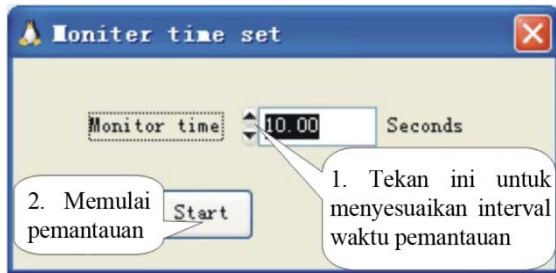 Moniter time set
Monitor time 10.00 Seconds
1. Tekan ini untuk
menyesuaikan interval
waktu pemantauan
2. Memulai
pemantauan
Start